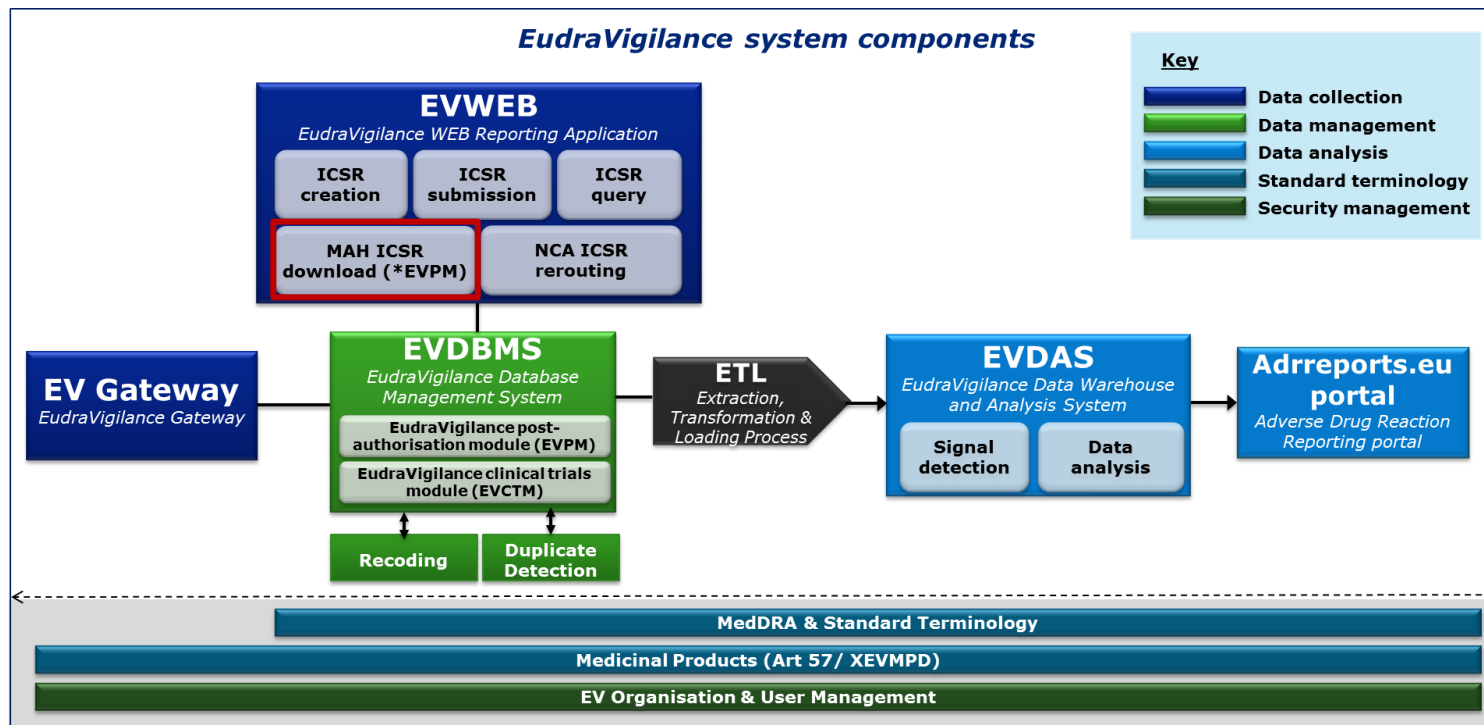 EudraVigilance system components
Key
Data collection
Data management
Data analysis
Standard terminology
Security management
EVWEB
EudraVigilance WEB Reporting Application
ICSR
creation
ICSR
submission
ICSR
query
MAH ICSR
download (*EVPM)
NCA ICSR
rerouting
EV Gateway
EudraVigilance Gateway
EVDBMS
EudraVigilance Database
Management System
EudraVigilance post-
authorisation module (EVPM)
EudraVigilance clinical trials
module (EVCTM)
Recoding
Duplicate
Detection
ETL
Extraction,
Transformation &
Loading Process
EVDAS
EudraVigilance Data Warehouse
and Analysis System
Signal
detection
Data
analysis
Adrreports.eu
portal
Adverse Drug Reaction
Reporting portal
MedDRA & Standard Terminology
Medicinal Products (Art 57/ XEVMPD)
EV Organisation & User Management